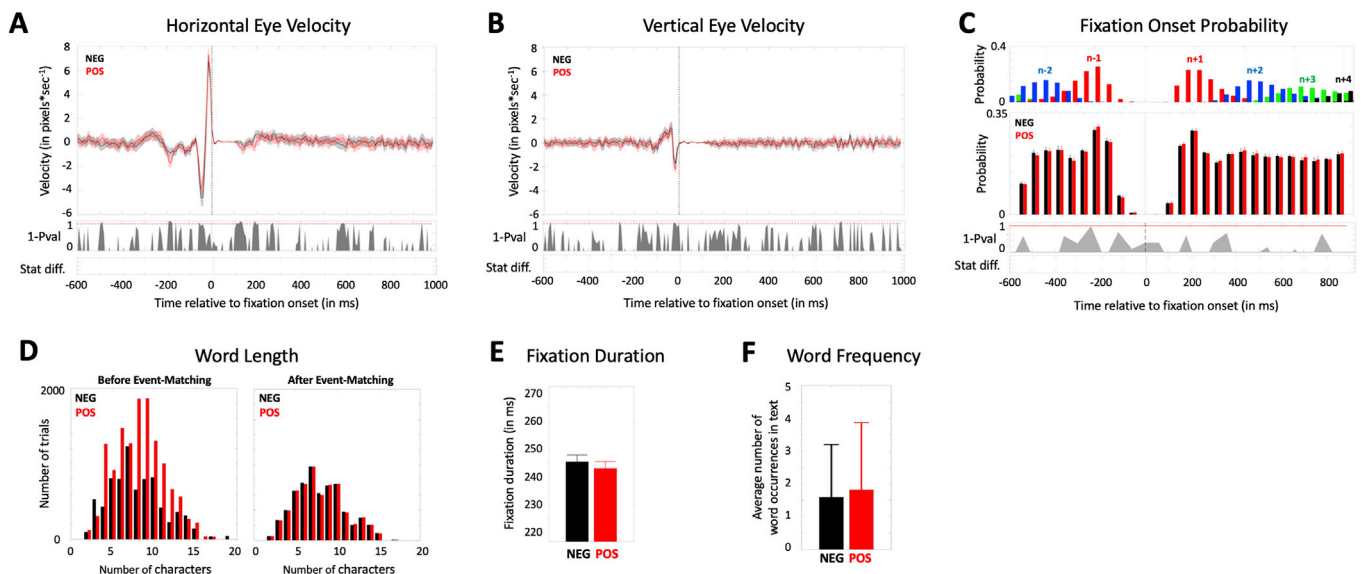 A
Horizontal Eye Velocity
NEG
POS
Velocity (in pixels*sec⁻¹)
8
6
4
2
0
-2
-4
-6
1-Pval
1
0
Stat diff.
-600 -400 -200 0 200 400 600 800 1000
Time relative to fixation onset (in ms)
B
Vertical Eye Velocity
NEG
POS
Velocity (in pixels*sec⁻¹)
8
6
4
2
0
-2
-4
-6
1-Pval
1
0
Stat diff.
-600 -400 -200 0 200 400 600 800 1000
Time relative to fixation onset (in ms)
C
Fixation Onset Probability
Probability
0.4
0
n-2 n-1 n+1 n+2 n+3 n+4
Probability
0.35
0
NEG
POS
1-Pval
1
0
Stat diff.
-600 -400 -200 0 200 400 600 800
Time relative to fixation onset (in ms)
D
Word Length
Before Event-Matching
NEG
POS
Number of trials
2000
0
0 5 10 15 20
Number of characters
After Event-Matching
NEG
POS
0 5 10 15 20
Number of characters
E
Fixation Duration
Fixation duration (in ms)
270
260
250
240
230
220
NEG POS
F
Word Frequency
Average number of
word occurrences in text
5
4
3
2
1
0
NEG POS